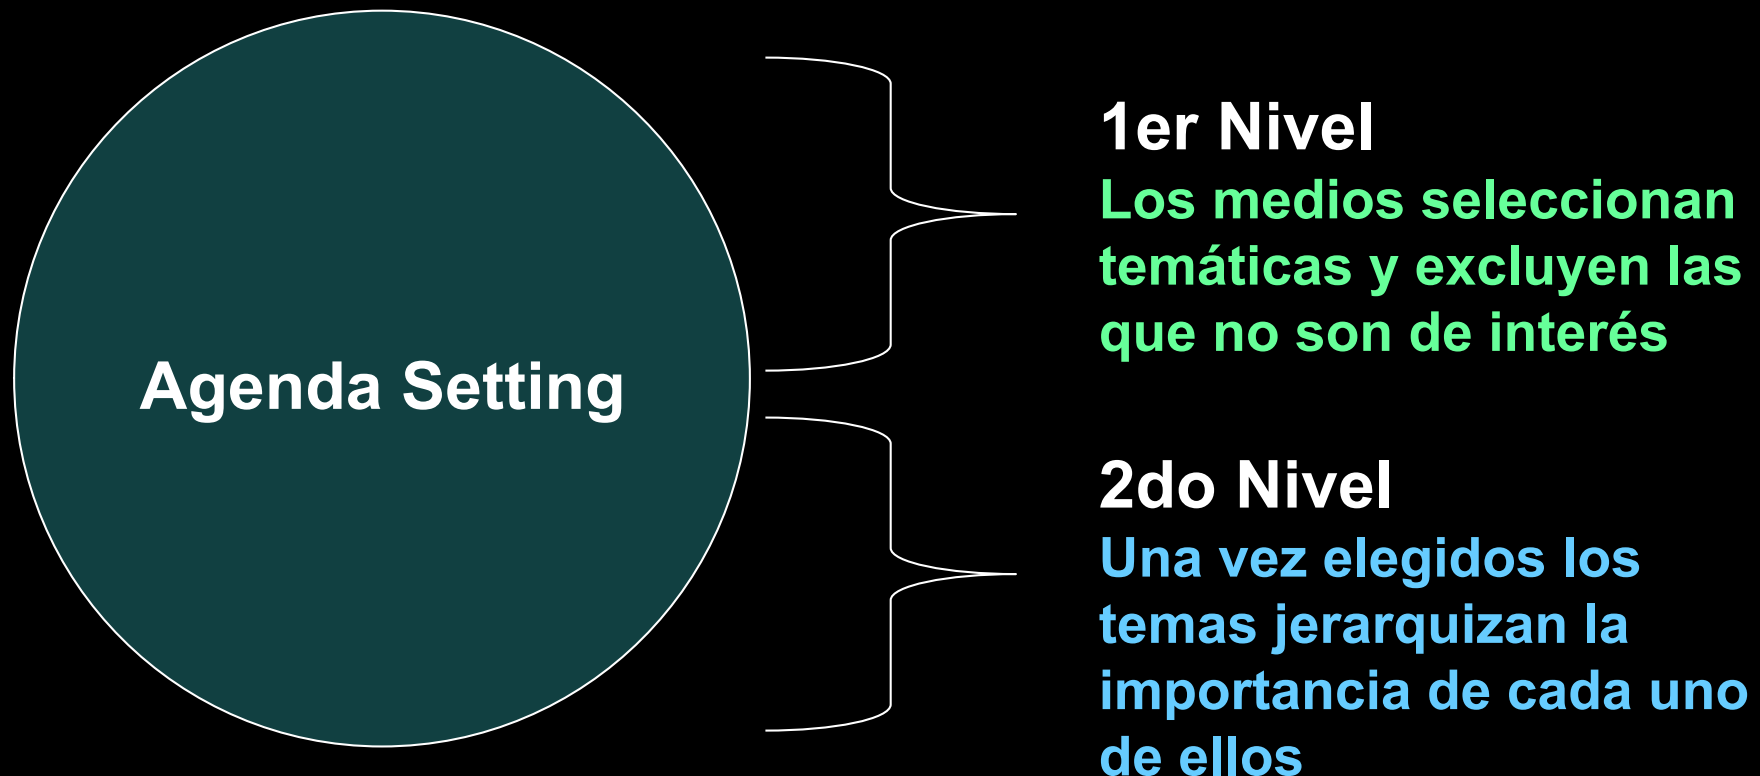 Agenda Setting
1er Nivel
Los medios seleccionan
temáticas y excluyen las
que no son de interés
2do Nivel
Una vez elegidos los
temas jerarquizan la
importancia de cada uno
de ellos